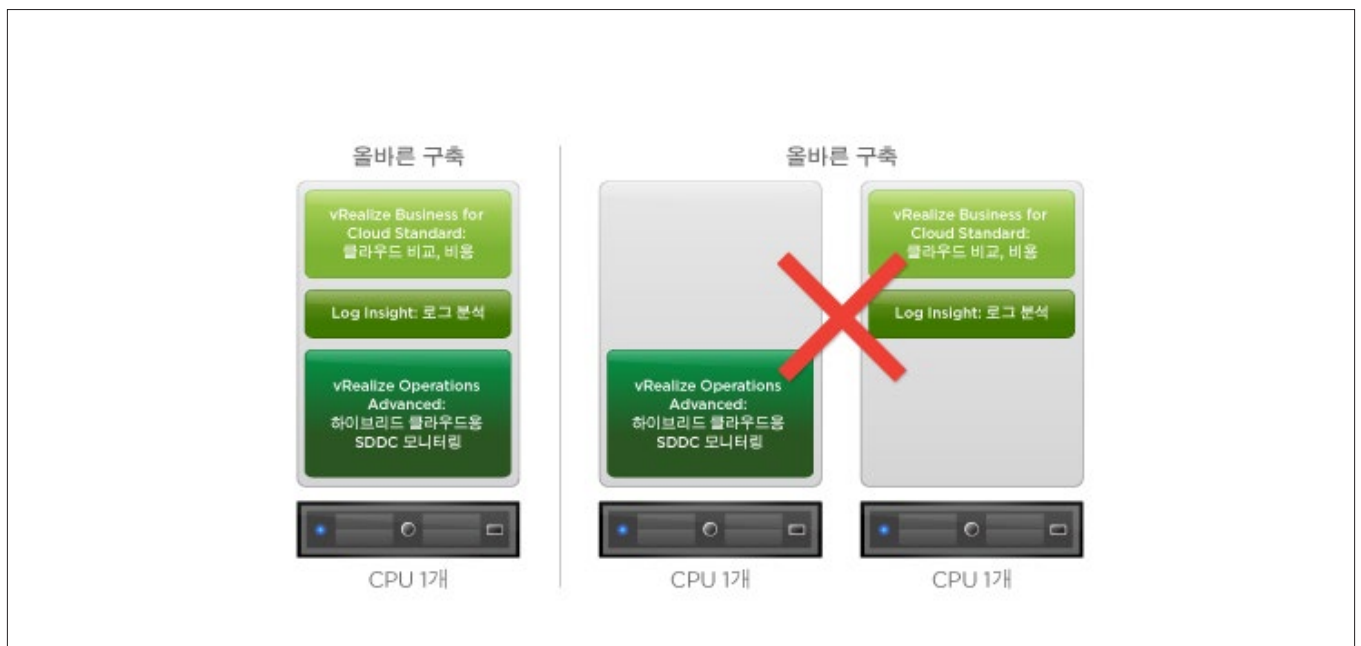 올바른 구축
vRealize Business for
Cloud Standard:
클라우드 비교, 비용
Log Insight: 로그 분석
vRealize Operations
Advanced:
하이브리드 클라우드용
SDDC 모니터링
CPU 1개
올바른 구축
vRealize Operations
Advanced:
하이브리드 클라우드용
SDDC 모니터링
CPU 1개
vRealize Business for
Cloud Standard:
클라우드 비교, 비용
Log Insight: 로그 분석
CPU 1개